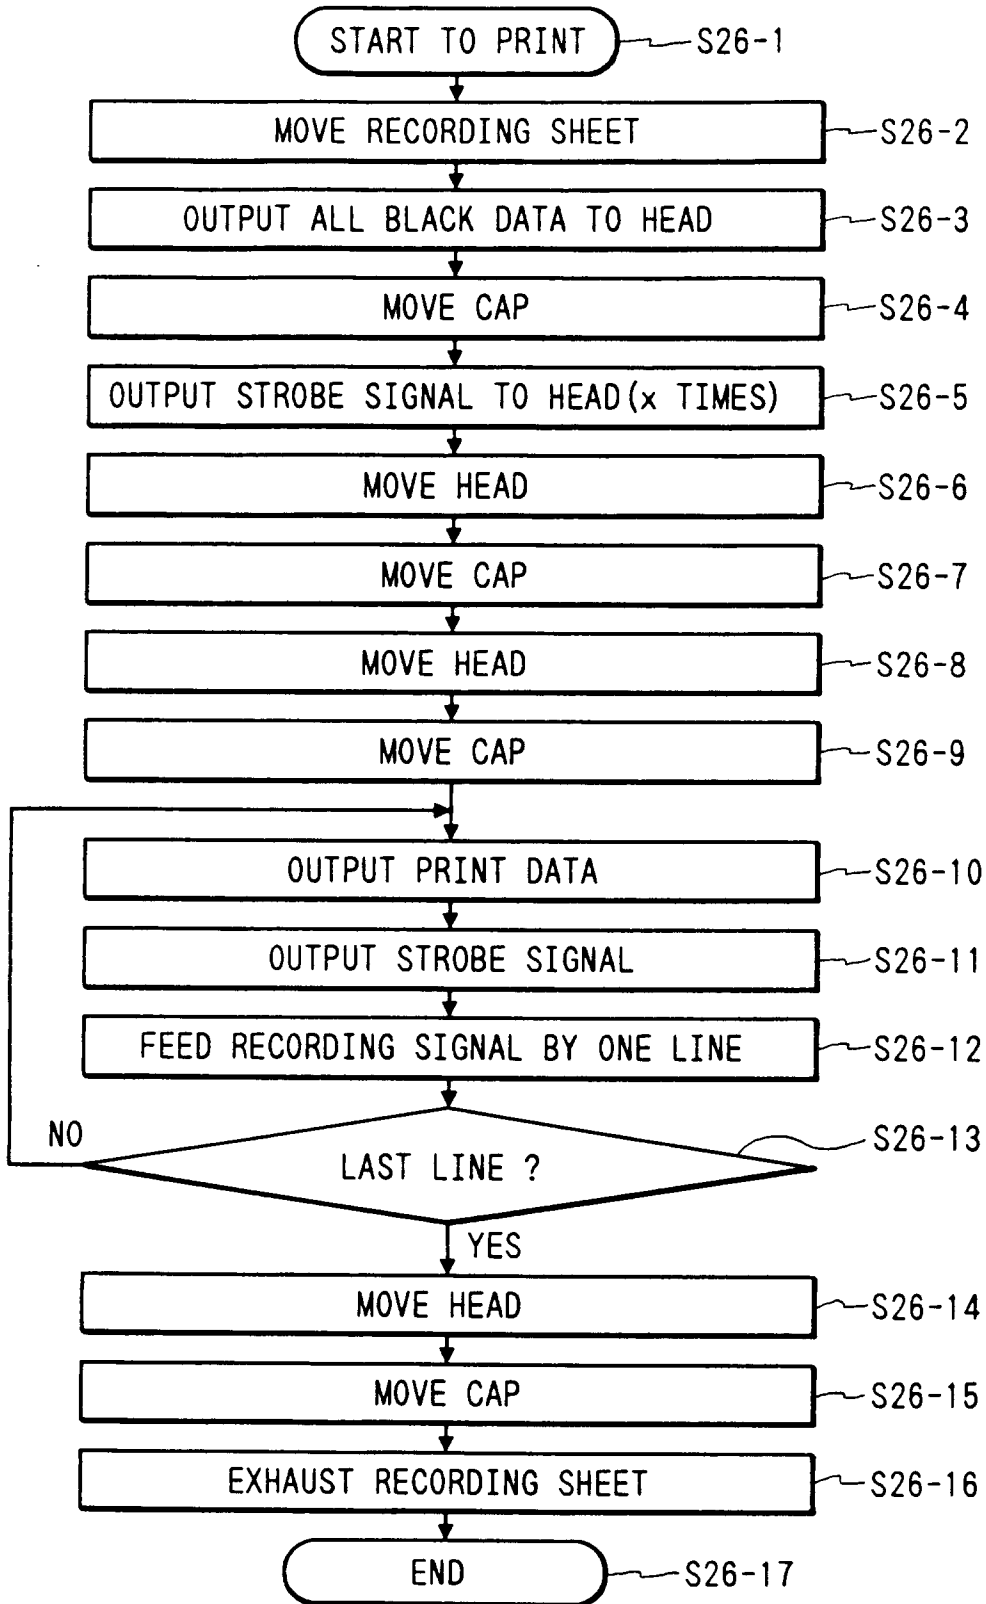 START TO PRINT S26-1
MOVE RECORDING SHEET S26-2
OUTPUT ALL BLACK DATA TO HEAD S26-3
MOVE CAP S26-4
OUTPUT STROBE SIGNAL TO HEAD(x TIMES) S26-5
MOVE HEAD S26-6
MOVE CAP S26-7
MOVE HEAD S26-8
MOVE CAP S26-9
OUTPUT PRINT DATA S26-10
OUTPUT STROBE SIGNAL S26-11
FEED RECORDING SIGNAL BY ONE LINE S26-12
NO
LAST LINE ? S26-13
YES
MOVE HEAD S26-14
MOVE CAP S26-15
EXHAUST RECORDING SHEET S26-16
END S26-17